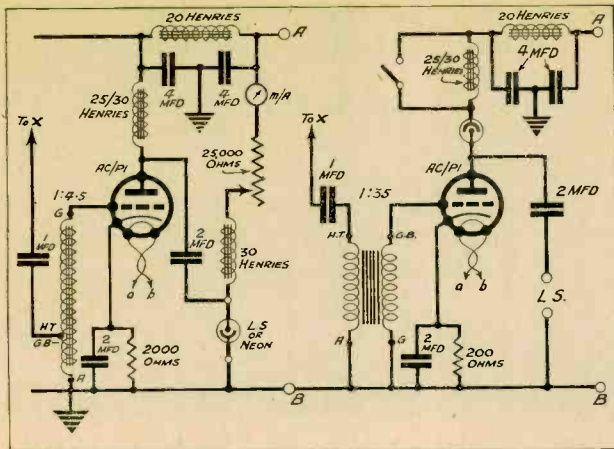 20 HENRIES
A
4
MFD
4
MFD
25/30
HENRIES
m/A
To X
25,000
OHMS
AC/P1
1:4.5
G
1
MFD
2
MFD
30
HENRIES
a b
H.T
G.B-
A
2
MFD
2000
OHMS
L S
OR
NEON
B
20 HENRIES
A
4
MFD
25/30
HENRIES
To X
1
MFD
AC/P1
1:35
2 MFD
H.T.
G.B.
a b
L S.
A
G
2
MFD
200
OHMS
B